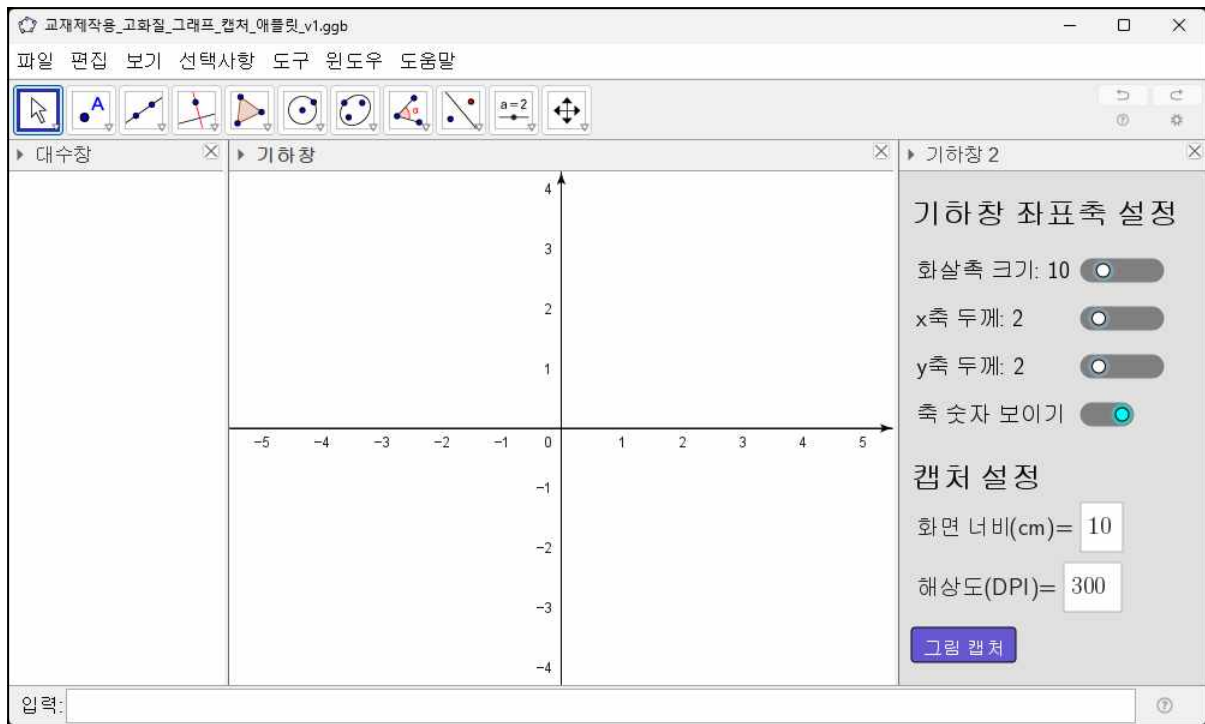 교재제작용_고화질_그래프_캡처_애플릿_v1.ggb
파일 편집 보기 선택사항 도구 윈도우 도움말
A
α
a=2
대수창
기하창
기하창 2
4
3
2
1
−5 −4 −3 −2 −1 0 1 2 3 4 5
−1
−2
−3
−4
기하창 좌표축 설정
화살촉 크기: 10
x축 두께: 2
y축 두께: 2
축 숫자 보이기
캡처 설정
화면 너비(cm)= 10
해상도(DPI)= 300
그림 캡처
입력: